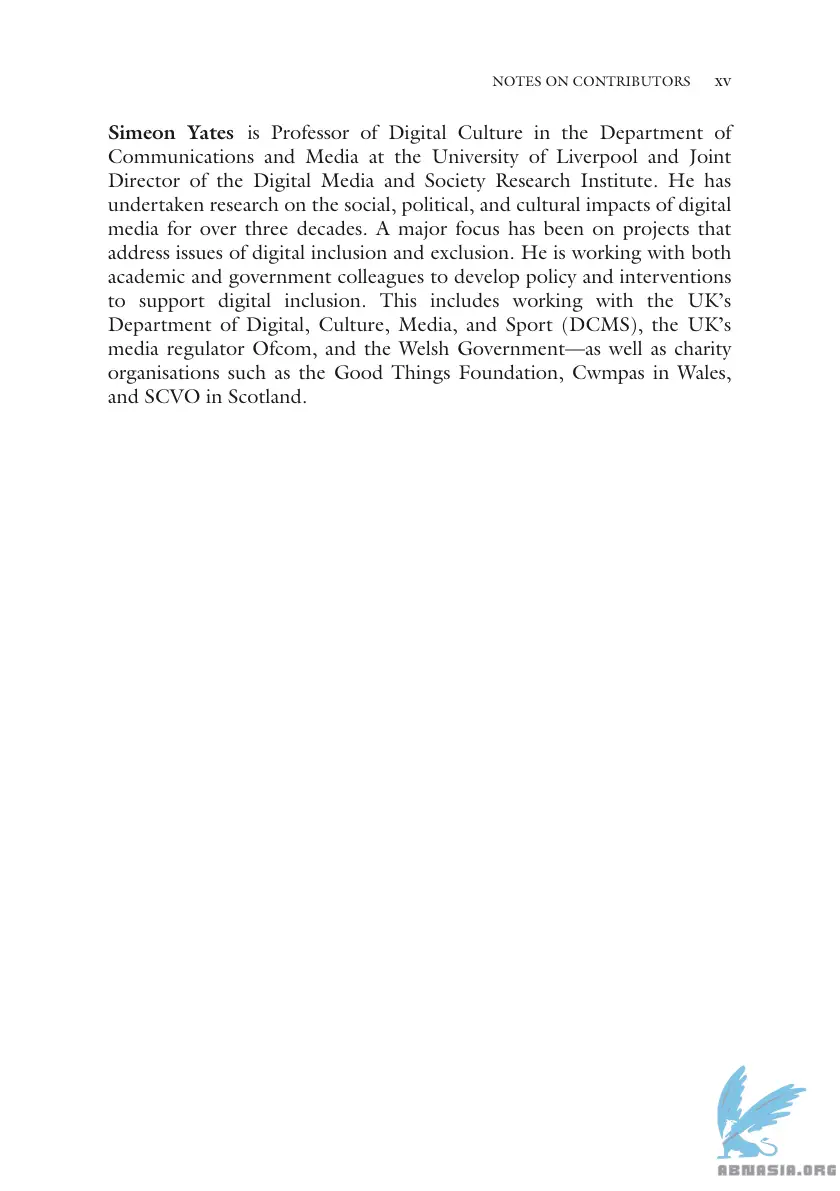 NOTES ON CONTRIBUTORS xv
Simeon Yates is Professor of Digital Culture in the Department of
Communications and Media at the University of Liverpool and Joint
Director of the Digital Media and Society Research Institute. He has
undertaken research on the social, political, and cultural impacts of digital
media for over three decades. A major focus has been on projects that
address issues of digital inclusion and exclusion. He is working with both
academic and government colleagues to develop policy and interventions
to support digital inclusion. This includes working with the UK’s
Department of Digital, Culture, Media, and Sport (DCMS), the UK’s
media regulator Ofcom, and the Welsh Government—as well as charity
organisations such as the Good Things Foundation, Cwmpas in Wales,
and SCVO in Scotland.
ABNASIA.ORG